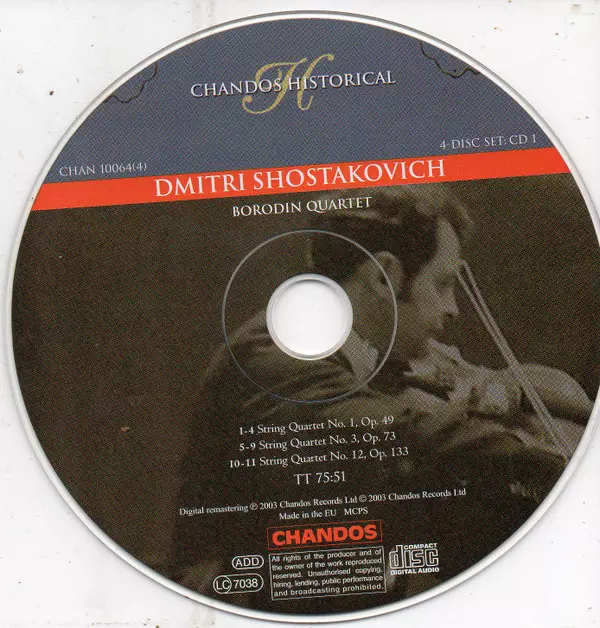 CHANDOS HISTORICAL
H
CHAN 10064(4)
4-DISC SET: CD 1
DMITRI SHOSTAKOVICH
BORODIN QUARTET
1-4 String Quartet No. 1, Op. 49
5-9 String Quartet No. 3, Op. 73
10-11 String Quartet No. 12, Op. 133
TT 75:51
Digital remastering ℗ 2003 Chandos Records Ltd © 2003 Chandos Records Ltd
Made in the EU MCPS
CHANDOS
ADD
LC 7038
All rights of the producer and of
the owner of the work reproduced
reserved. Unauthorised copying,
hiring, lending, public performance
and broadcasting prohibited.
COMPACT
disc
DIGITAL AUDIO